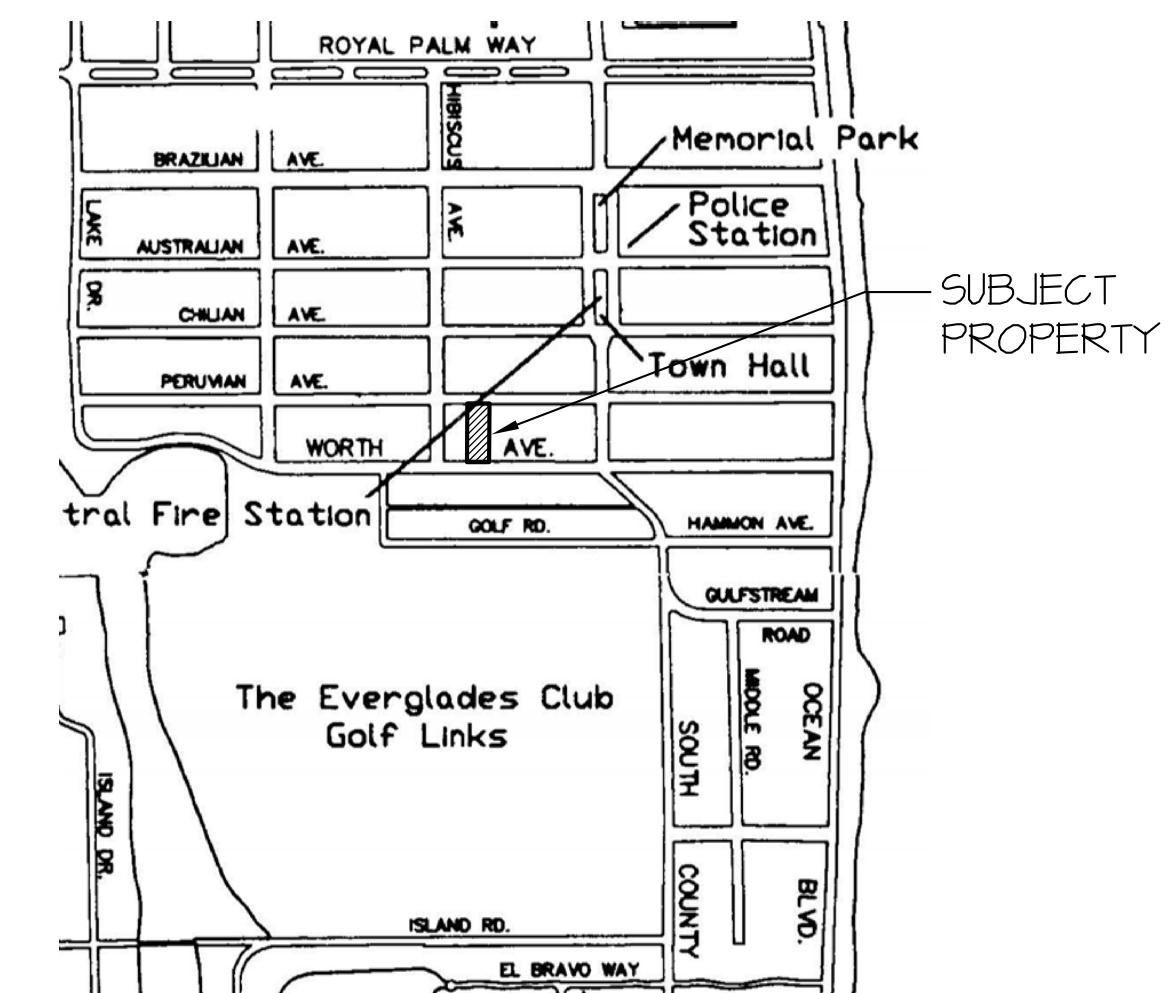 ROYAL PALM WAY
HIBISCUS
Memorial Park
BRAZILIAN AVE.
LAKE
AVE.
Police
Station
AUSTRALIAN AVE.
SUBJECT
PROPERTY
DR.
CHILIAN AVE.
Town Hall
PERUVIAN AVE.
WORTH AVE.
tral Fire Station
GOLF RD.
HAMMON AVE.
GULFSTREAM
ROAD
The Everglades Club
Golf Links
MIDDLE RD.
OCEAN
SOUTH
ISLAND DR.
COUNTY
BLVD.
ISLAND RD.
EL BRAVO WAY